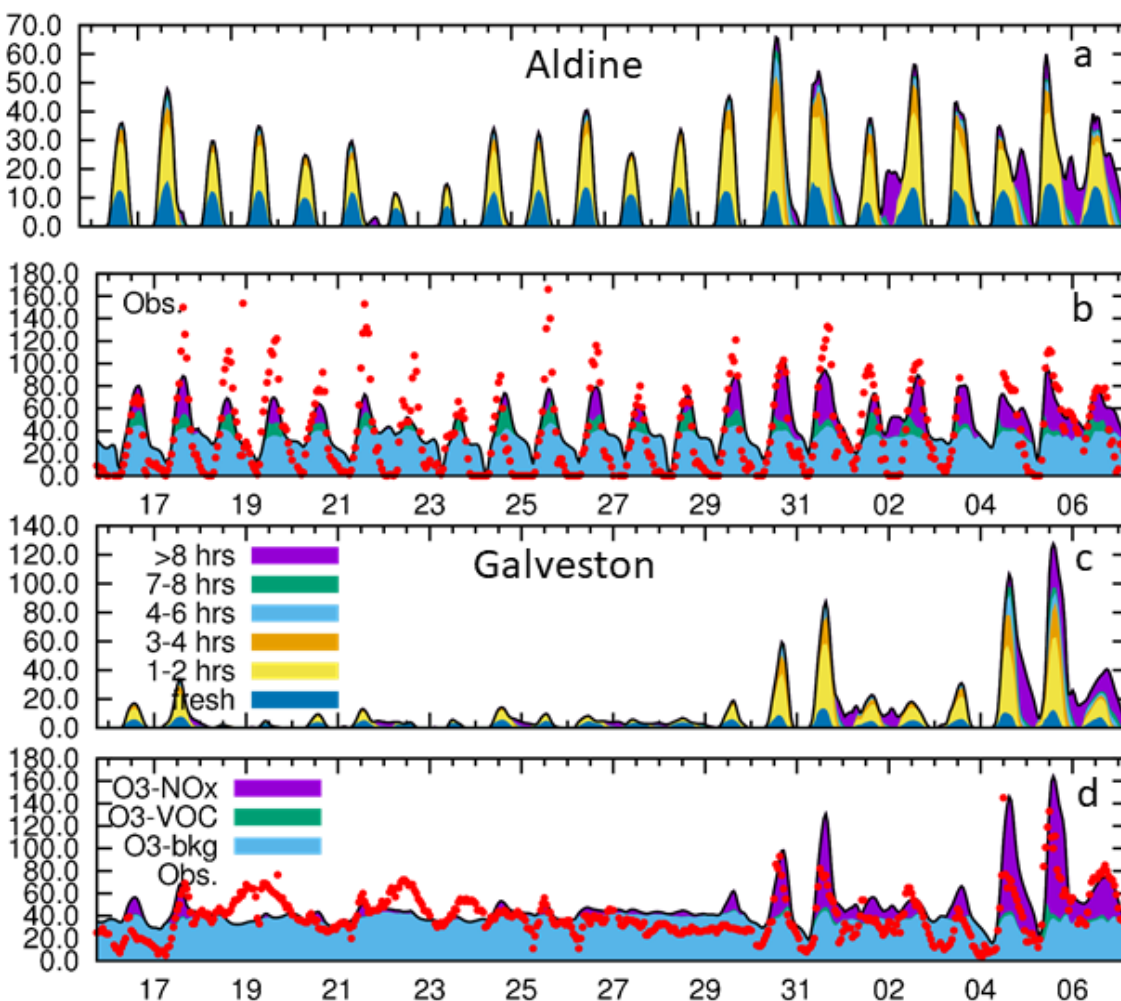 70.0
60.0
50.0
40.0
30.0
20.0
10.0
0.0
Aldine
a
180.0
160.0
140.0
120.0
100.0
80.0
60.0
40.0
20.0
0.0
Obs.
b
17 19 21 23 25 27 29 31 02 04 06
140.0
120.0
100.0
80.0
60.0
40.0
20.0
0.0
Galveston
c
>8 hrs
7-8 hrs
4-6 hrs
3-4 hrs
1-2 hrs
fresh
180.0
160.0
140.0
120.0
100.0
80.0
60.0
40.0
20.0
0.0
O3-NOx
O3-VOC
O3-bkg
Obs.
d
17 19 21 23 25 27 29 31 02 04 06